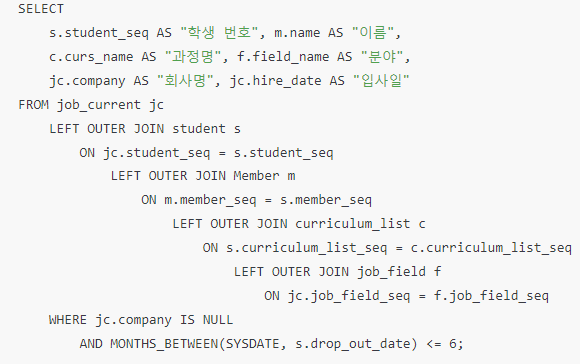 SELECT
s.student_seq AS "학생 번호", m.name AS "이름",
c.curs_name AS "과정명", f.field_name AS "분야",
jc.company AS "회사명", jc.hire_date AS "입사일"
FROM job_current jc
LEFT OUTER JOIN student s
ON jc.student_seq = s.student_seq
LEFT OUTER JOIN Member m
ON m.member_seq = s.member_seq
LEFT OUTER JOIN curriculum_list c
ON s.curriculum_list_seq = c.curriculum_list_seq
LEFT OUTER JOIN job_field f
ON jc.job_field_seq = f.job_field_seq
WHERE jc.company IS NULL
AND MONTHS_BETWEEN(SYSDATE, s.drop_out_date) <= 6;